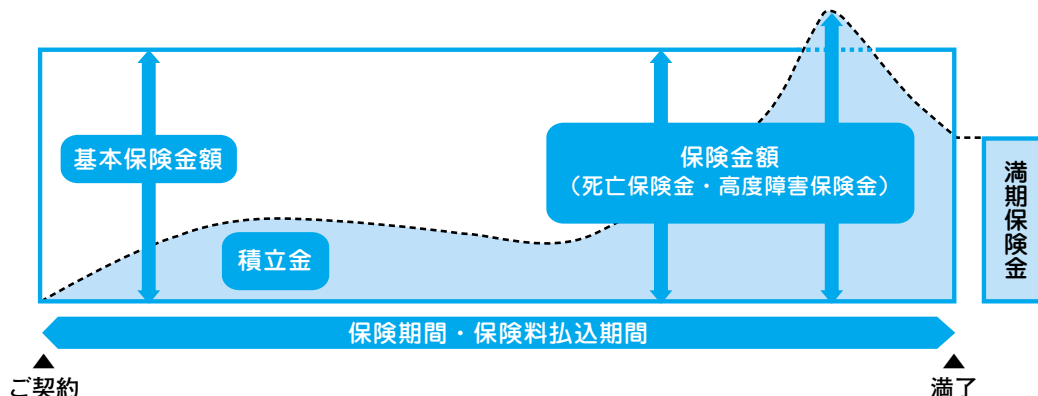 基本保険金額
保険金額
（死亡保険金・高度障害保険金）
積立金
満期保険金
保険期間・保険料払込期間
▲
ご契約
▲
満了